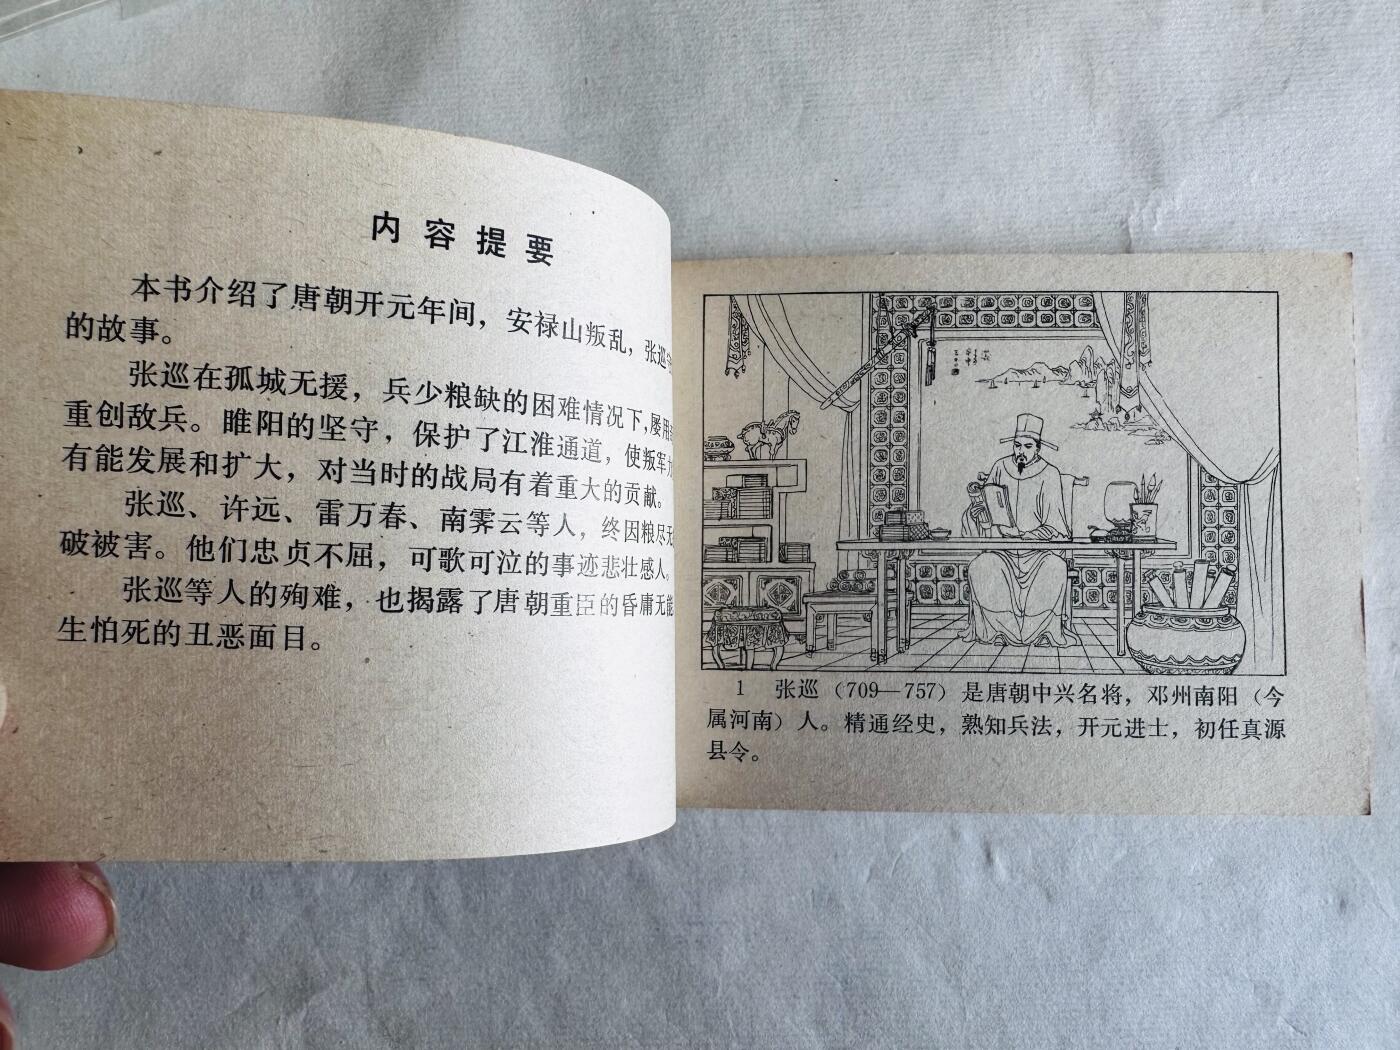 内容提要
本书介绍了唐朝开元年间，安禄山叛乱，张巡
的故事。
张巡在孤城无援，兵少粮缺的困难情况下，屡用
重创敌兵。睢阳的坚守，保护了江淮通道，使叛军
有能发展和扩大，对当时的战局有着重大的贡献。
张巡、许远、雷万春、南霁云等人，终因粮尽无
破被害。他们忠贞不屈，可歌可泣的事迹悲壮感人。
张巡等人的殉难，也揭露了唐朝重臣的昏庸无能
生怕死的丑恶面目。
1 张巡（709—757）是唐朝中兴名将，邓州南阳（今
属河南）人。精通经史，熟知兵法，开元进士，初任真源
县令。